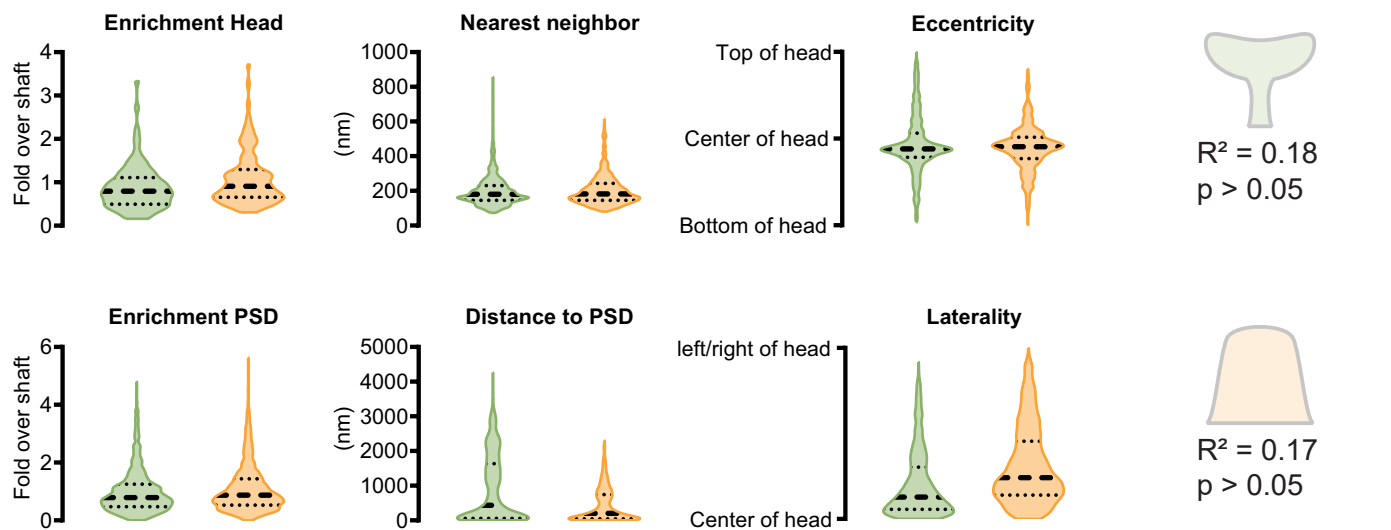 Enrichment Head
Fold over shaft
4
3
2
1
0
Nearest neighbor
(nm)
1000
800
600
400
200
0
Eccentricity
Top of head
Center of head
Bottom of head
R² = 0.18
p > 0.05
Enrichment PSD
Fold over shaft
6
4
2
0
Distance to PSD
(nm)
5000
4000
3000
2000
1000
0
Laterality
left/right of head
Center of head
R² = 0.17
p > 0.05